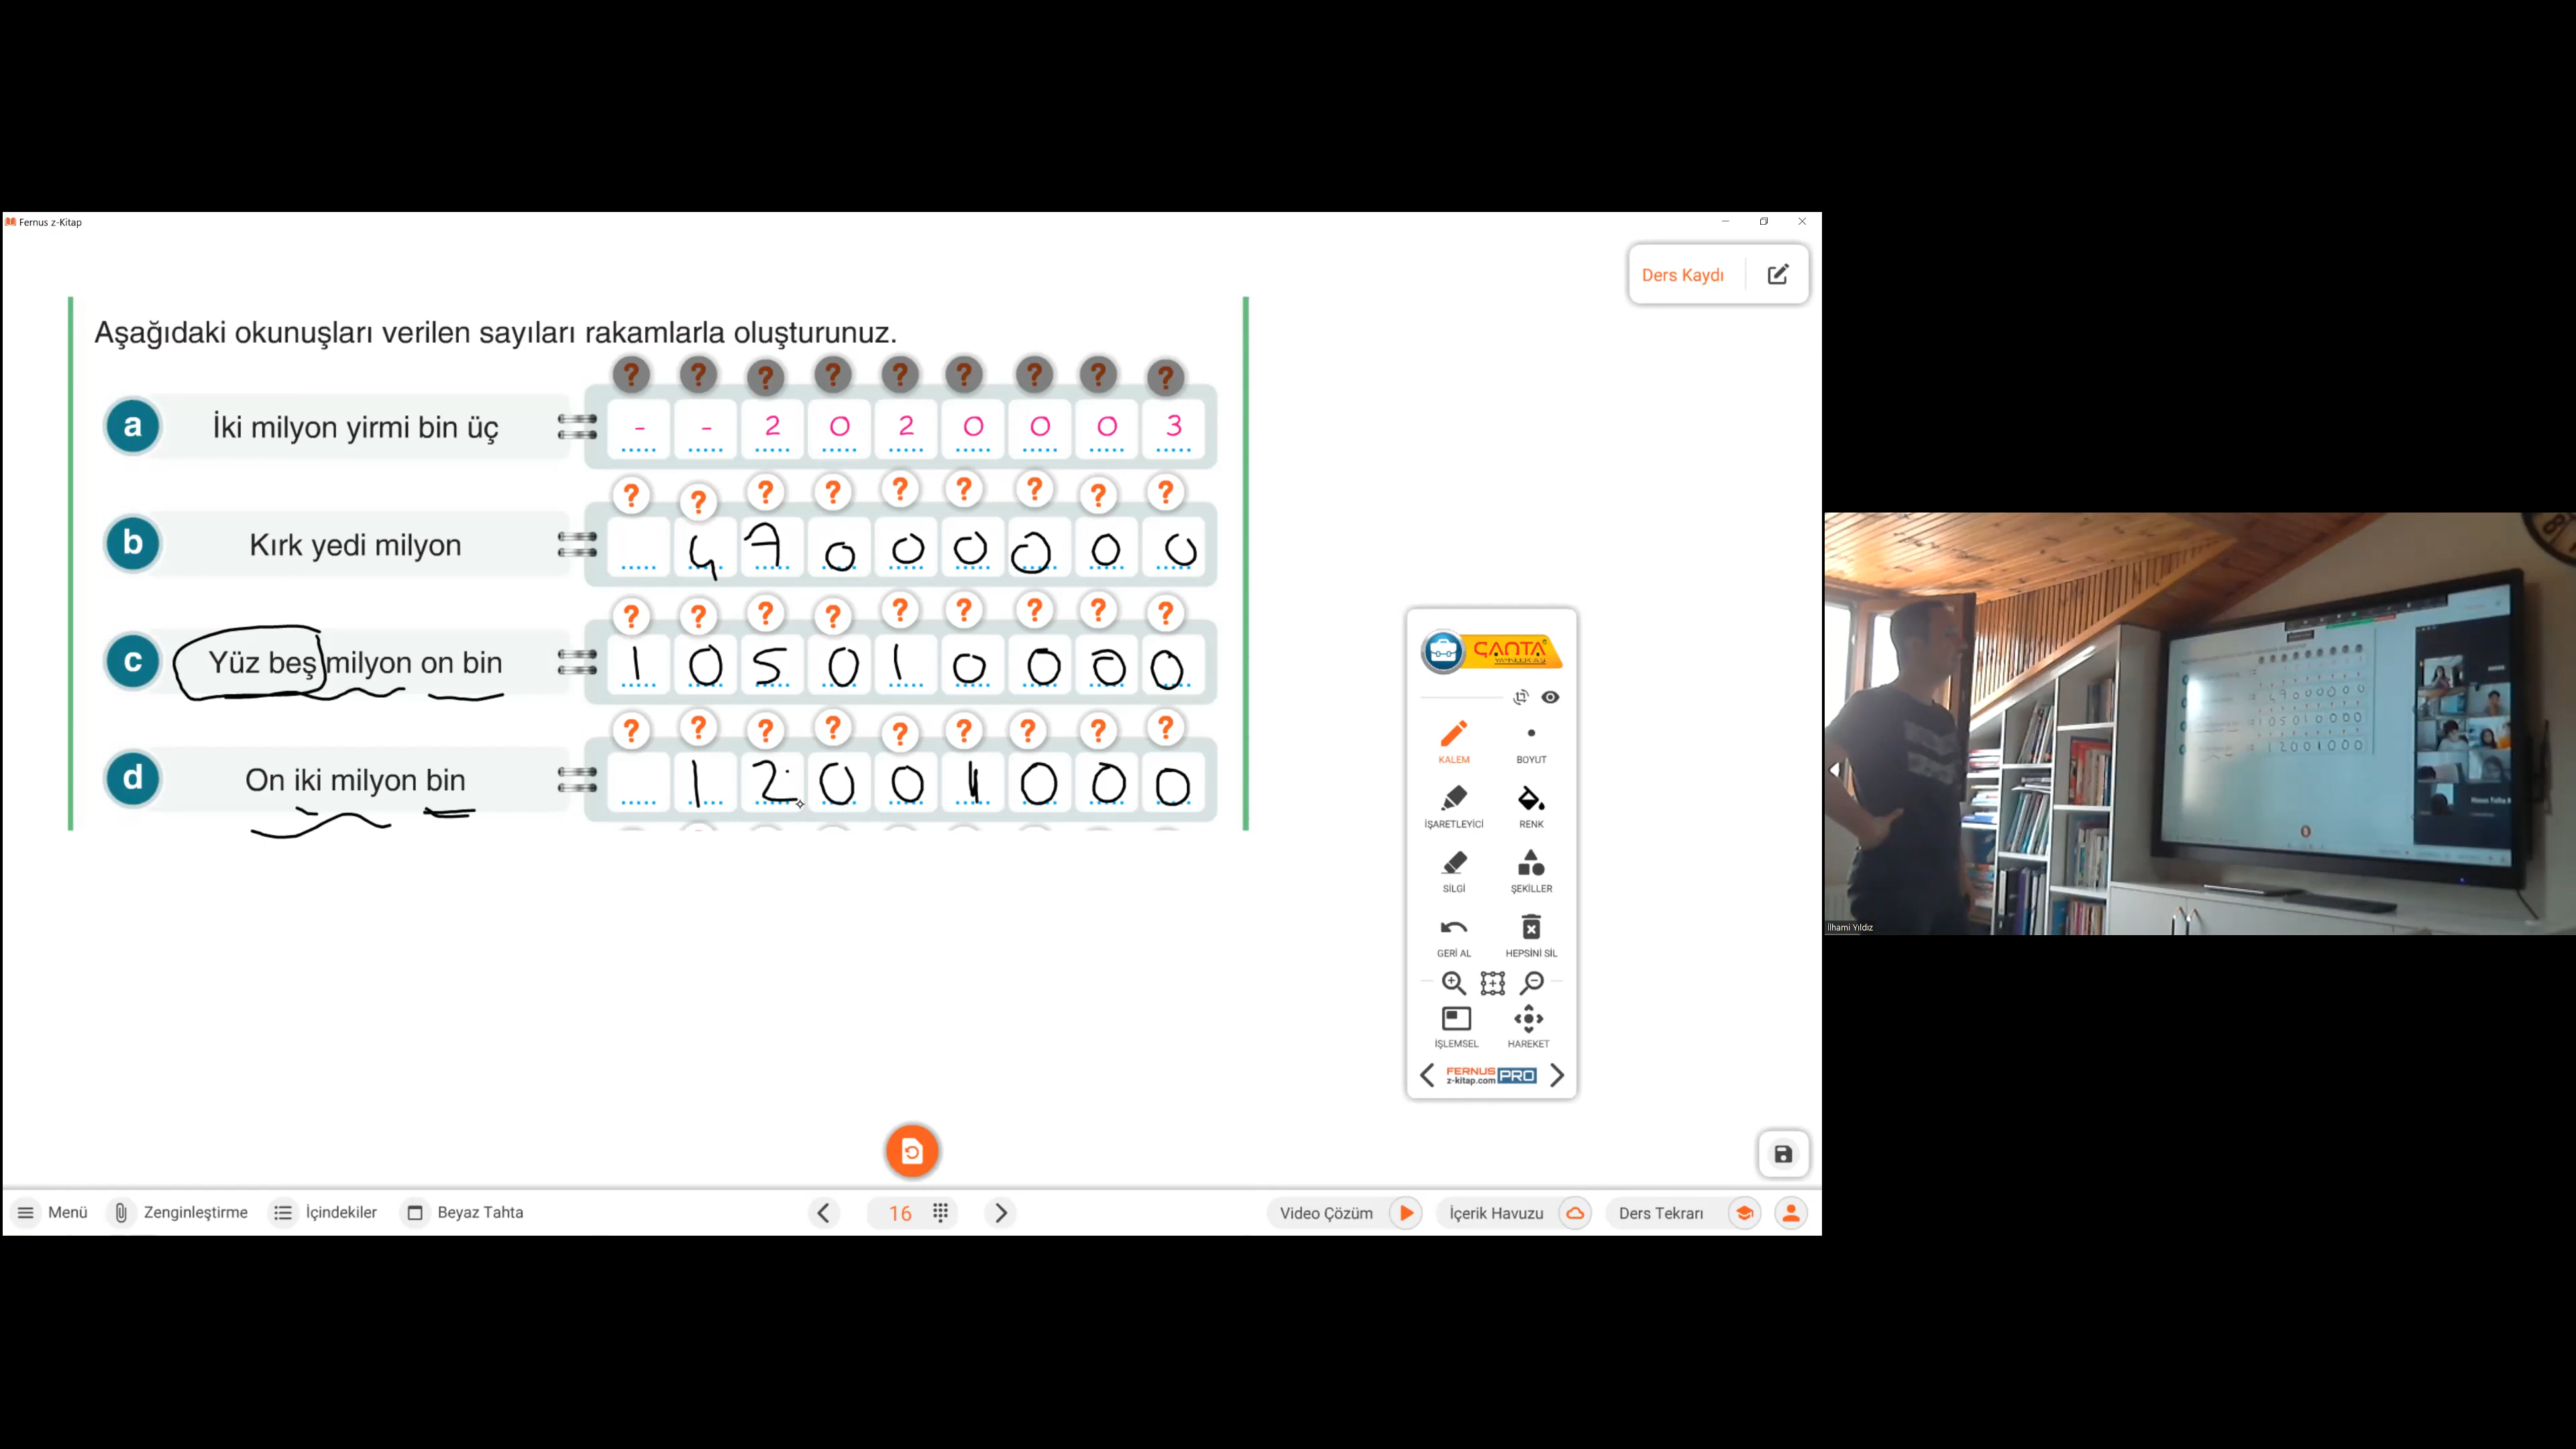 Fernus z-Kitap
Ders Kaydı
Aşağıdaki okunuşları verilen sayıları rakamlarla oluşturunuz.
? ? ? ? ? ? ? ? ?
a İki milyon yirmi bin üç - - 2 0 2 0 0 0 3
? ? ? ? ? ? ? ? ?
b Kırk yedi milyon 4 7 0 0 0 0 0 0
? ? ? ? ? ? ? ? ?
c Yüz beş milyon on bin 1 0 5 0 1 0 0 0 0
? ? ? ? ? ? ? ? ?
d On iki milyon bin 1 2 0 0 1 0 0 0
ÇANTA
KALEM BOYUT
İŞARETLEYİCİ RENK
SİLGİ ŞEKİLLER
GERİ AL HEPSİNİ SİL
İŞLEMSEL HAREKET
FERNUS PRO
z-kitap.com
Menü Zenginleştirme İçindekiler Beyaz Tahta 16 Video Çözüm İçerik Havuzu Ders Tekrarı
İlhami Yıldız